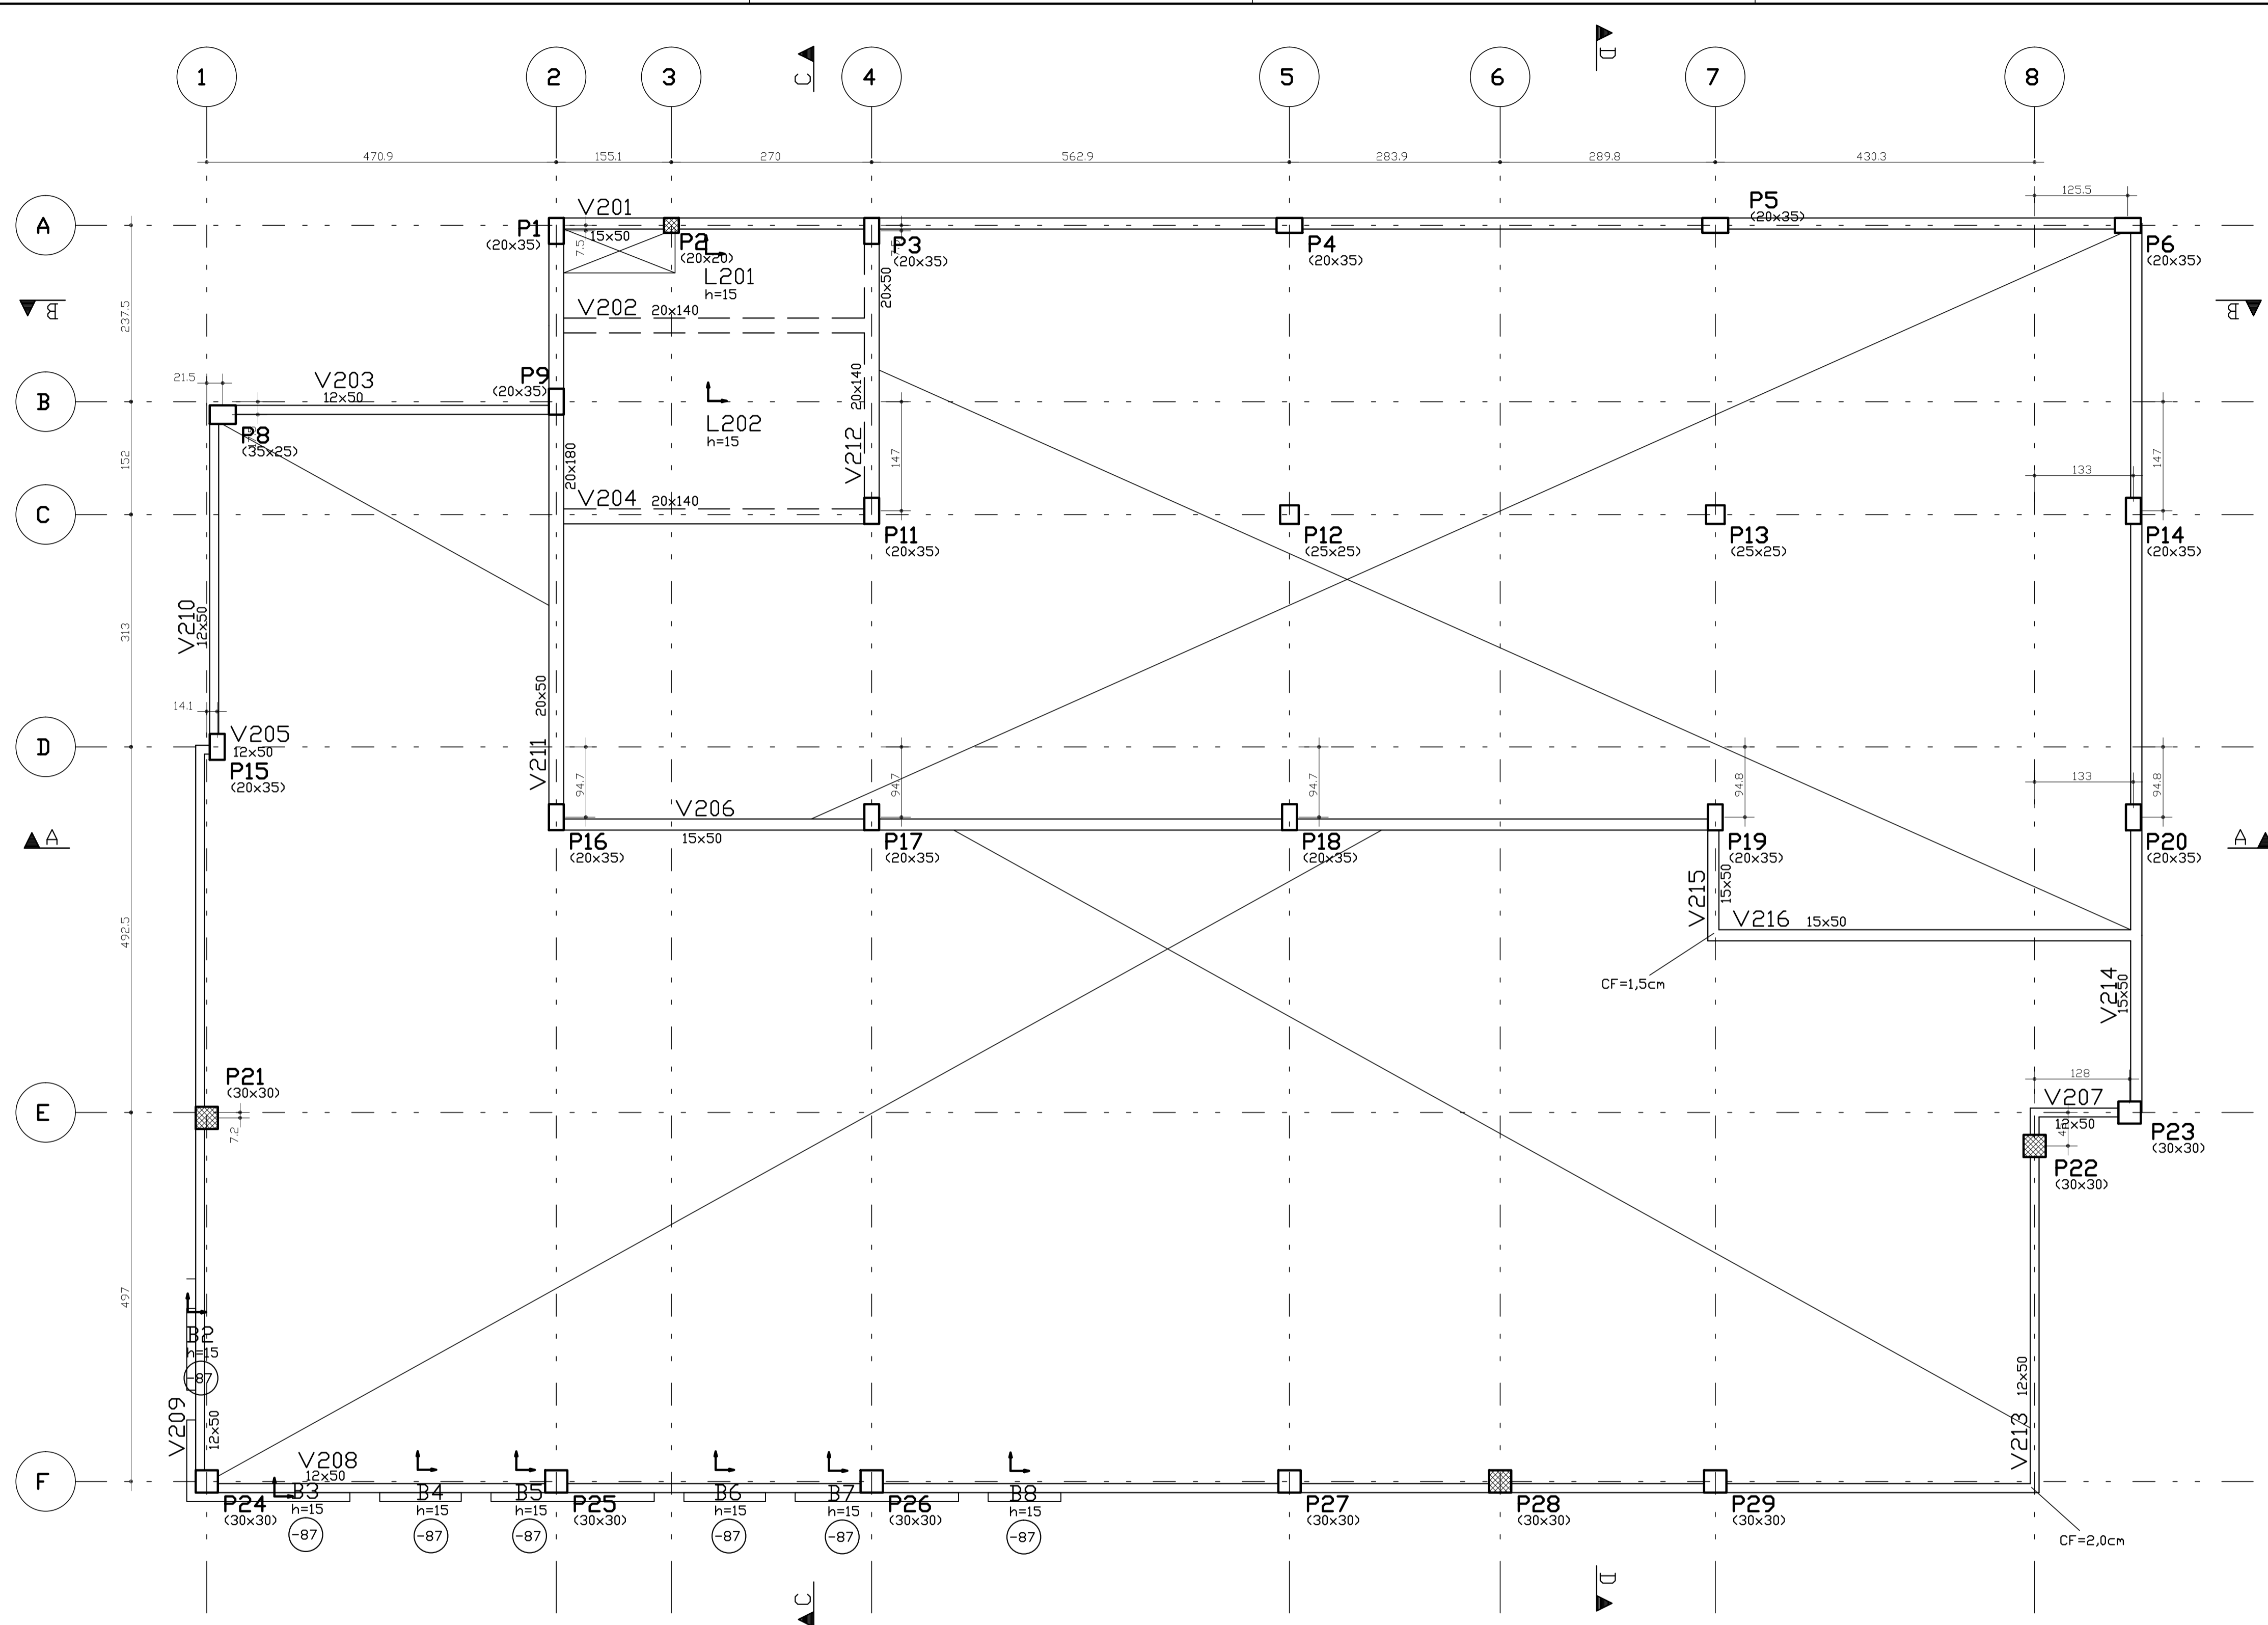 C
D
1
2
3
4
5
6
7
8
470.9
155.1
270
562.9
283.9
289.8
430.3
125.5
A
P1
(20x35)
V201
15x50
7.5
P2
(20x20)
L201
h=15
P3
(20x35)
20x50
P4
(20x35)
P5
(20x35)
P6
(20x35)
B
B
237.5
V202 20x140
21.5
B
V203
12x50
P9
(20x35)
P8
(35x25)
20x180
L202
h=15
20x140
V212
147
152
133
147
V204 20x140
C
P11
(20x35)
P12
(25x25)
P13
(25x25)
P14
(20x35)
V210
12x50
313
20x50
V211
14.1
D
V205
12x50
P15
(20x35)
94.7
94.7
94.7
94.8
133
94.8
V206
15x50
A
A
P16
(20x35)
P17
(20x35)
P18
(20x35)
P19
(20x35)
P20
(20x35)
V215
15x50
V216 15x50
CF=1,5cm
V214
15x50
492.5
P21
(30x30)
E
7.2
128
V207
12x50
P23
(30x30)
P22
(30x30)
497
B2
h=15
-87
V209
12x50
12x50
V213
F
V208
12x50
P24
(30x30)
B3
h=15
-87
B4
h=15
-87
B5
h=15
-87
P25
(30x30)
B6
h=15
-87
B7
h=15
-87
P26
(30x30)
B8
h=15
-87
P27
(30x30)
P28
(30x30)
P29
(30x30)
CF=2,0cm
C
D